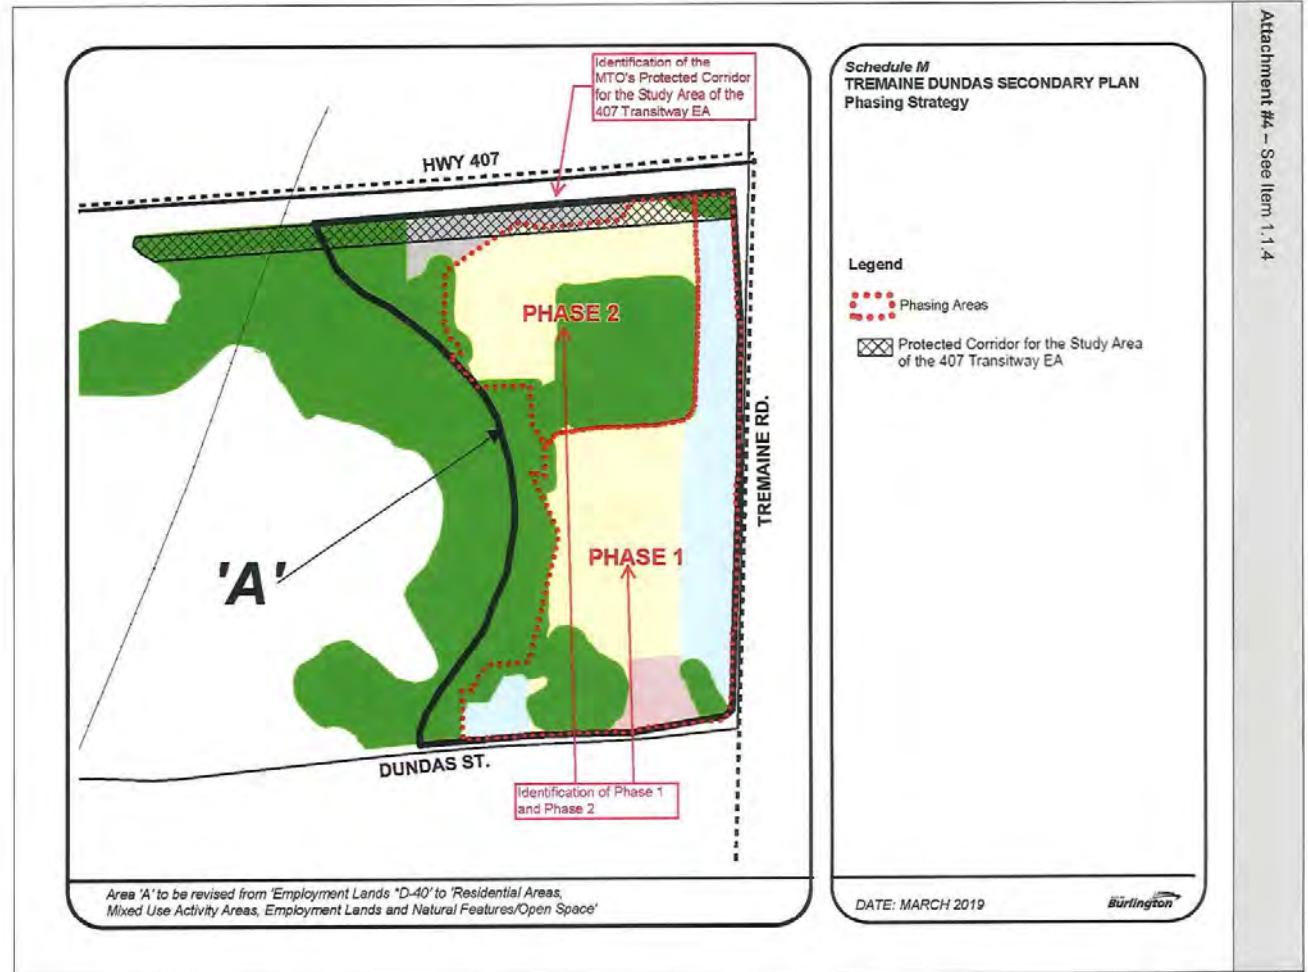 Attachment #4 – See Item 1.1.4
Identification of the
MTO's Protected Corridor
for the Study Area of the
407 Transitway EA
HWY 407
PHASE 2
TREMAINE RD.
'A'
PHASE 1
DUNDAS ST.
Identification of Phase 1
and Phase 2
Area 'A' to be revised from 'Employment Lands "D-40' to 'Residential Areas,
Mixed Use Activity Areas, Employment Lands and Natural Features/Open Space'
Schedule M
TREMAINE DUNDAS SECONDARY PLAN
Phasing Strategy
Legend
Phasing Areas
Protected Corridor for the Study Area
of the 407 Transitway EA
DATE: MARCH 2019
Burlington